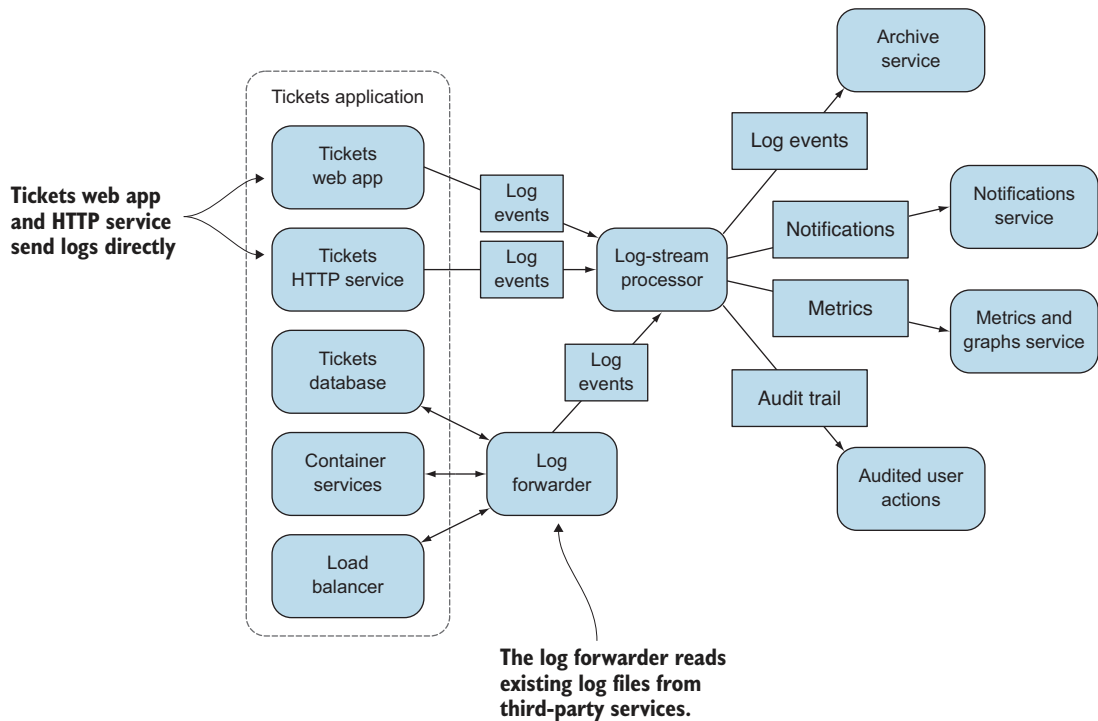 Archive
service
Tickets application
Tickets
web app
Log events
Tickets web app
and HTTP service
send logs directly
Log
events
Notifications
service
Notifications
Tickets
HTTP service
Log
events
Log-stream
processor
Metrics
Metrics and
graphs service
Tickets
database
Log
events
Audit trail
Container
services
Log
forwarder
Audited user
actions
Load
balancer
The log forwarder reads
existing log files from
third-party services.